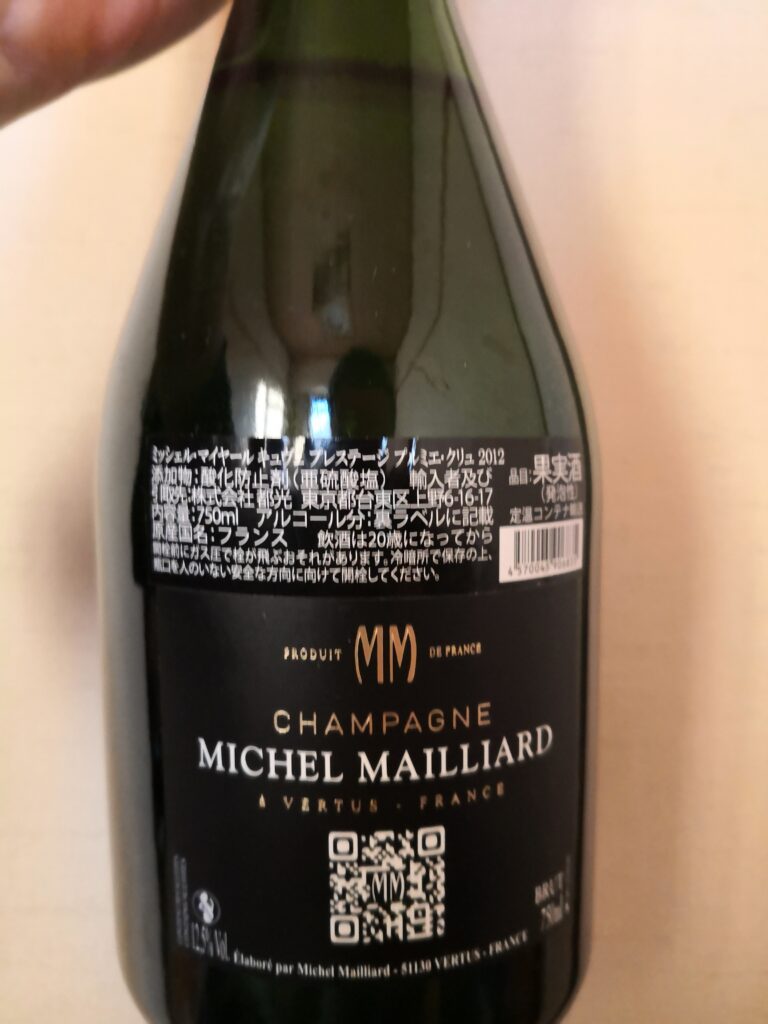 ミッシェル・マイヤール キュヴェ プレステージ プルミエ・クリュ 2012
添加物：酸化防止剤（亜硫酸塩） 輸入者及び
引取先：株式会社都光 東京都台東区上野6-16-17
内容量：750ml アルコール分：裏ラベルに記載
原産国名：フランス 飲酒は20歳になってから
開栓前にガス圧で栓が飛ぶおそれがあります。冷暗所で保存の上、
瓶口を人のいない安全な方向に向けて開栓してください。
品目：果実酒
（発泡性）
定温コンテナ輸送
PRODUIT MM DE FRANCE
CHAMPAGNE
MICHEL MAILLIARD
A VERTUS - FRANCE
MM
BRUT
750ml
12,5% Vol.
Élaboré par Michel Mailliard - 51130 VERTUS - FRANCE